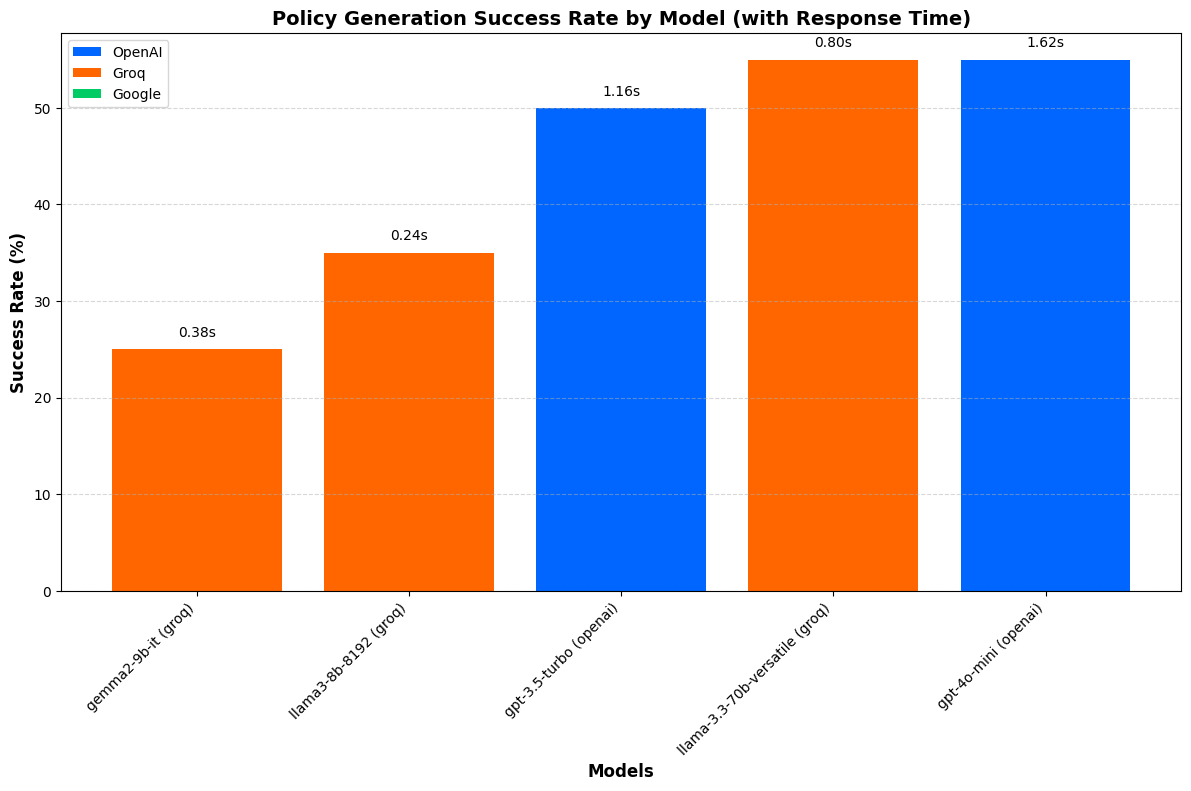 Policy Generation Success Rate by Model (with Response Time)
OpenAI
Groq
Google
0.38s
0.24s
1.16s
0.80s
1.62s
Success Rate (%)
50
40
30
20
10
0
gemma2-9b-it (groq)
llama3-8b-8192 (groq)
gpt-3.5-turbo (openai)
llama-3.3-70b-versatile (groq)
gpt-4o-mini (openai)
Models